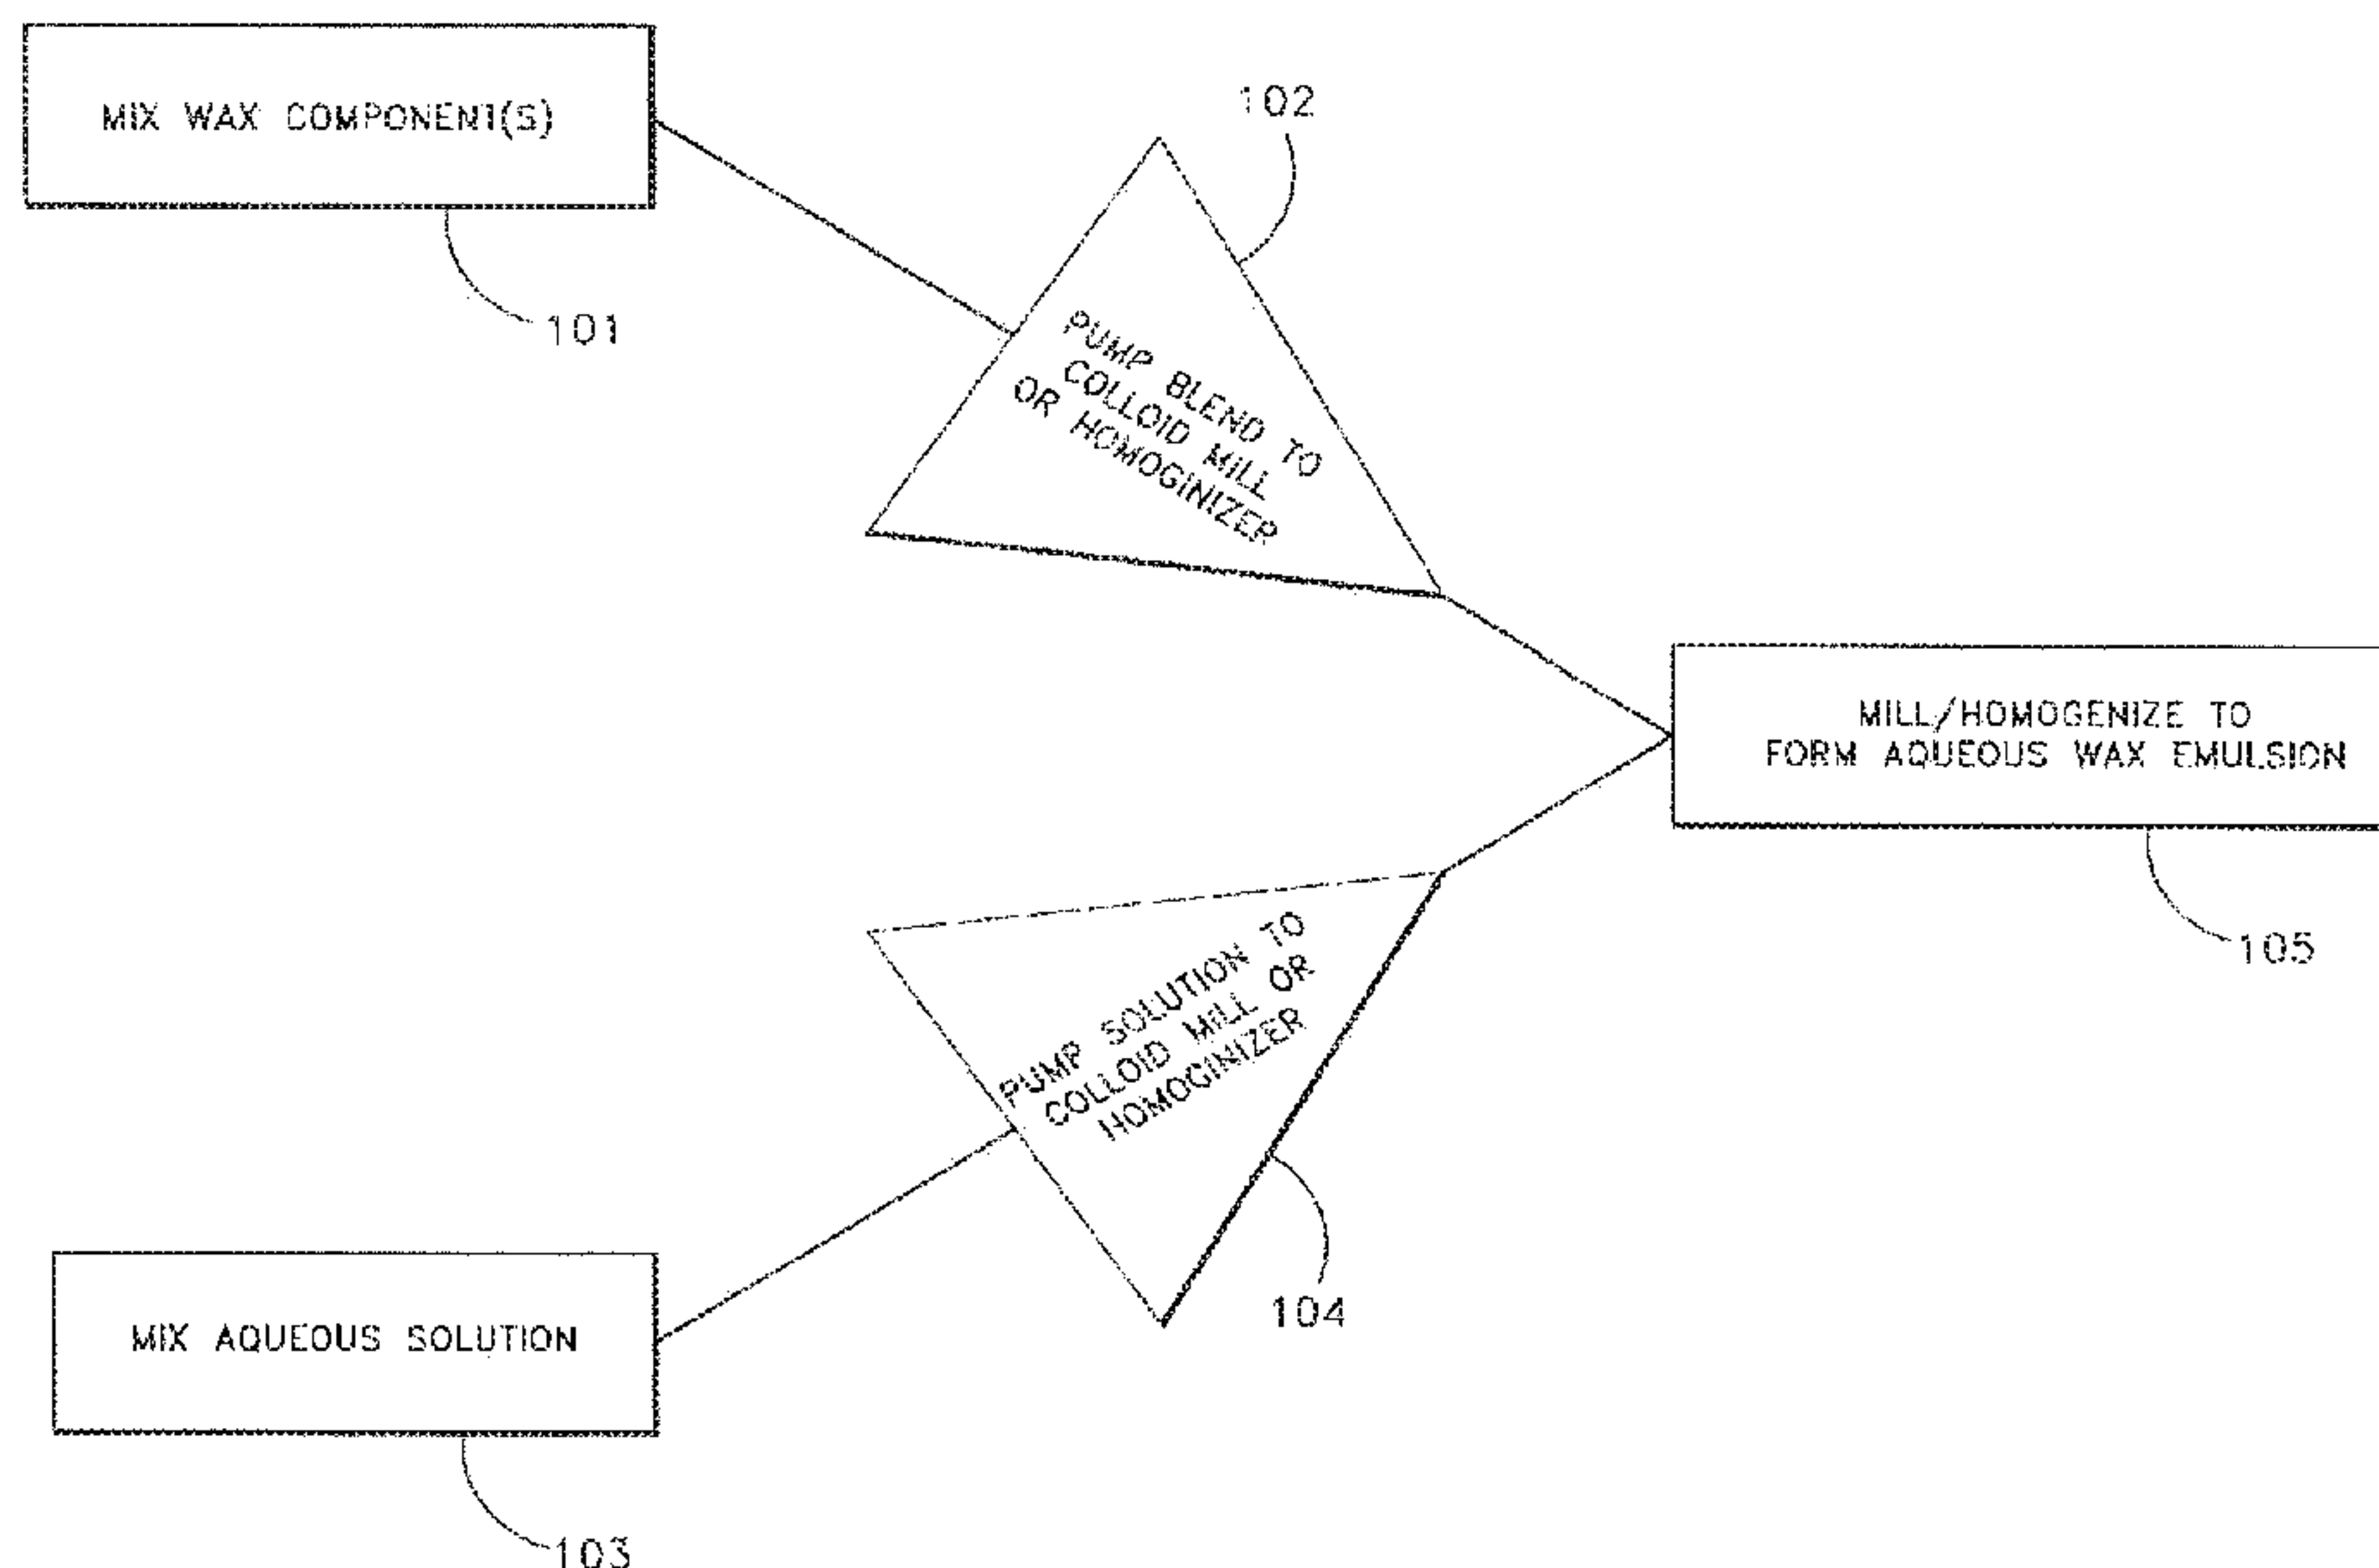 MIX WAX COMPONENT(S)
101
102
PUMP BLEND TO
COLLOID MILL
OR HOMOGINIZER
MILL/HOMOGENIZE TO
FORM AQUEOUS WAX EMULSION
105
PUMP SOLUTION TO
COLLOID MILL OR
HOMOGINIZER
104
MIX AQUEOUS SOLUTION
103